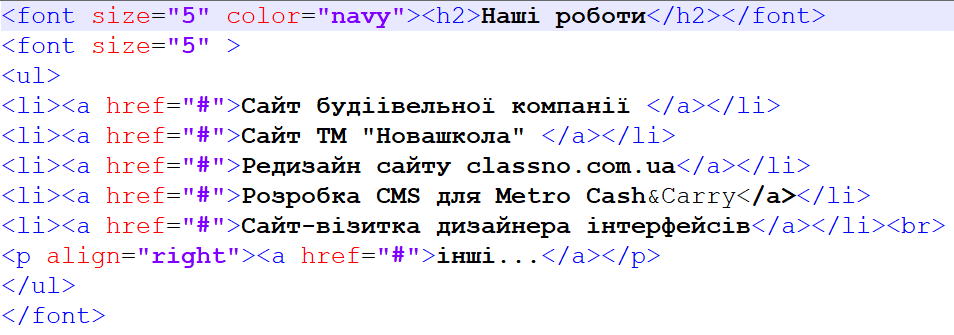 <font size="5" color="navy"><h2>Наші роботи</h2></font>
<font size="5" >
<ul>
<li><a href="#">Сайт будіівельної компанії </a></li>
<li><a href="#">Сайт ТМ "Новашкола" </a></li>
<li><a href="#">Редизайн сайту classno.com.ua</a></li>
<li><a href="#">Розробка CMS для Metro Cash&Carry</a></li>
<li><a href="#">Сайт-візитка дизайнера інтерфейсів</a></li><br>
<p align="right"><a href="#">інші...</a></p>
</ul>
</font>